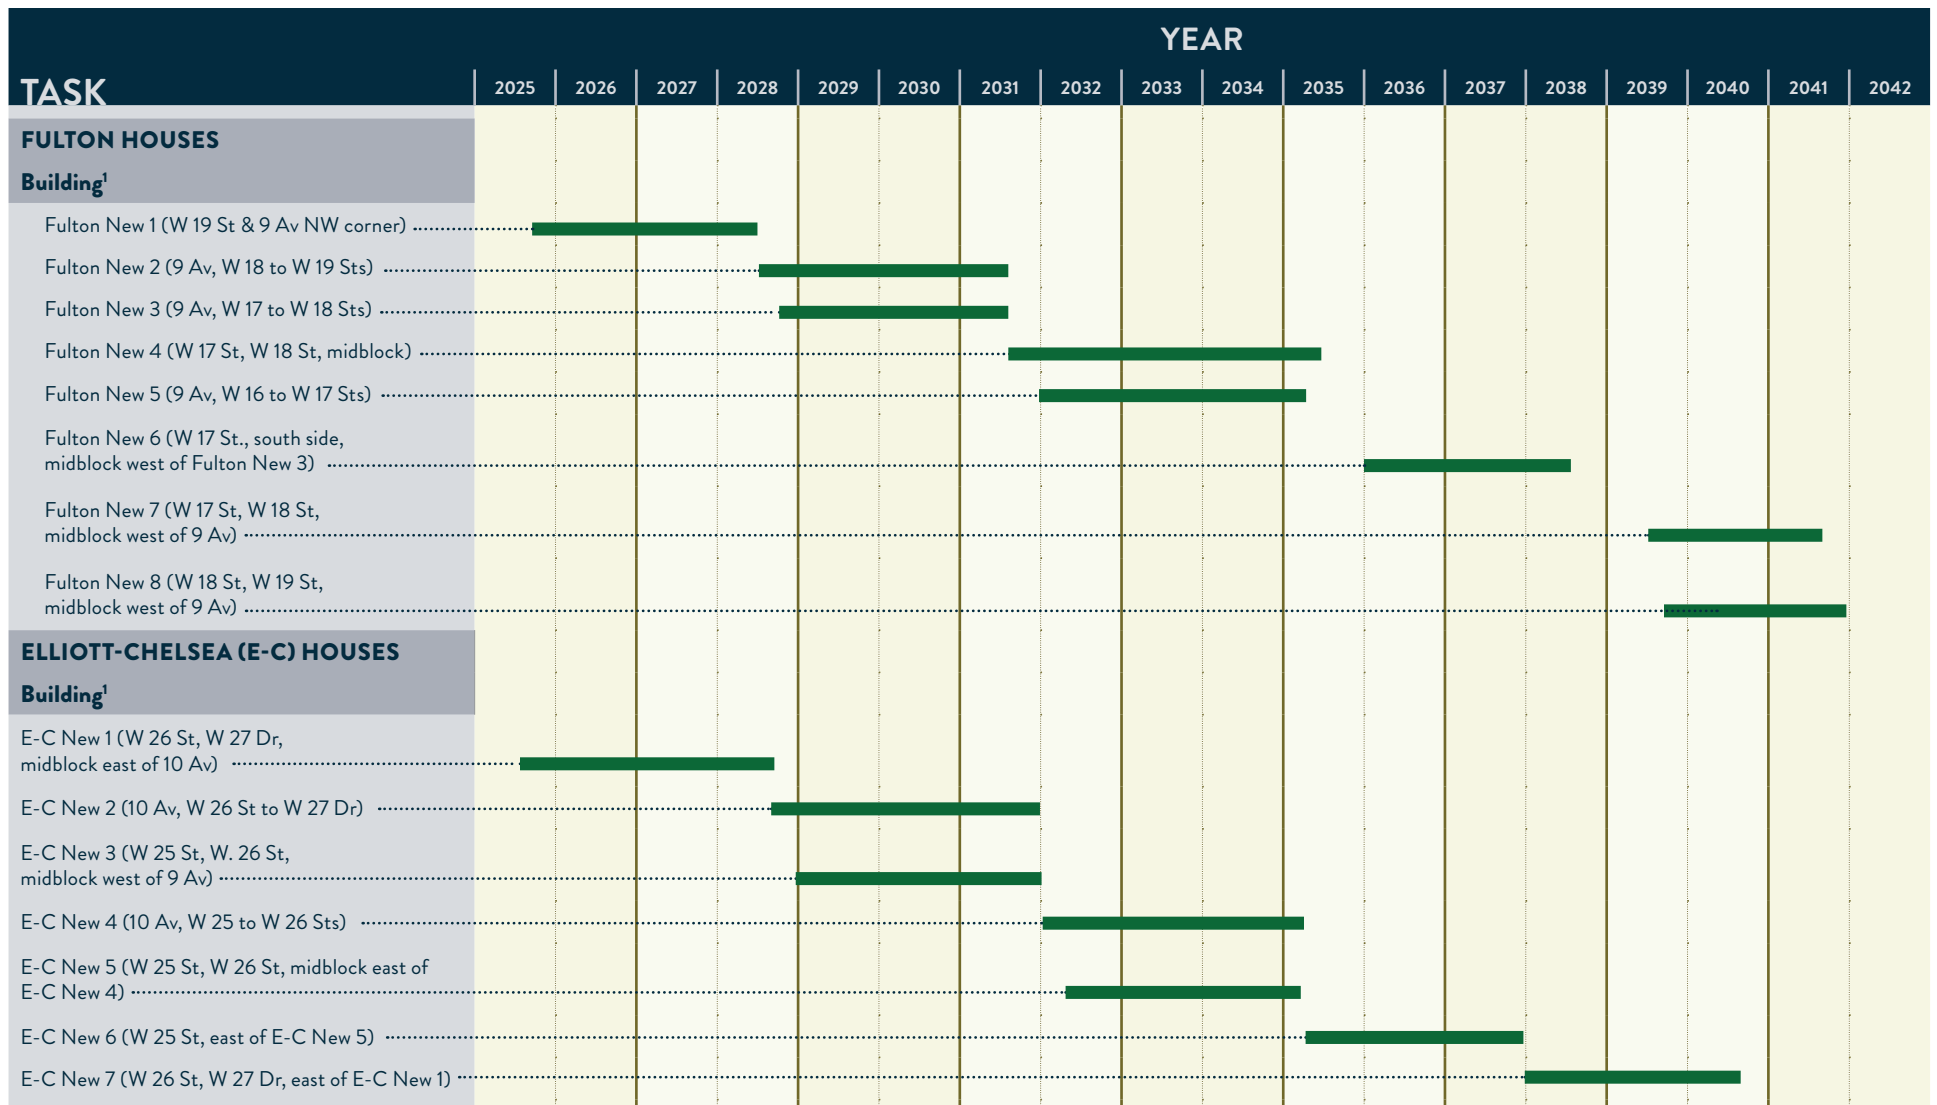 YEAR
TASK 2025 2026 2027 2028 2029 2030 2031 2032 2033 2034 2035 2036 2037 2038 2039 2040 2041 2042
FULTON HOUSES
Building¹
Fulton New 1 (W 19 St & 9 Av NW corner)
Fulton New 2 (9 Av, W 18 to W 19 Sts)
Fulton New 3 (9 Av, W 17 to W 18 Sts)
Fulton New 4 (W 17 St, W 18 St, midblock)
Fulton New 5 (9 Av, W 16 to W 17 Sts)
Fulton New 6 (W 17 St., south side,
midblock west of Fulton New 3)
Fulton New 7 (W 17 St, W 18 St,
midblock west of 9 Av)
Fulton New 8 (W 18 St, W 19 St,
midblock west of 9 Av)
ELLIOTT-CHELSEA (E-C) HOUSES
Building¹
E-C New 1 (W 26 St, W 27 Dr,
midblock east of 10 Av)
E-C New 2 (10 Av, W 26 St to W 27 Dr)
E-C New 3 (W 25 St, W. 26 St,
midblock west of 9 Av)
E-C New 4 (10 Av, W 25 to W 26 Sts)
E-C New 5 (W 25 St, W 26 St, midblock east of
E-C New 4)
E-C New 6 (W 25 St, east of E-C New 5)
E-C New 7 (W 26 St, W 27 Dr, east of E-C New 1)